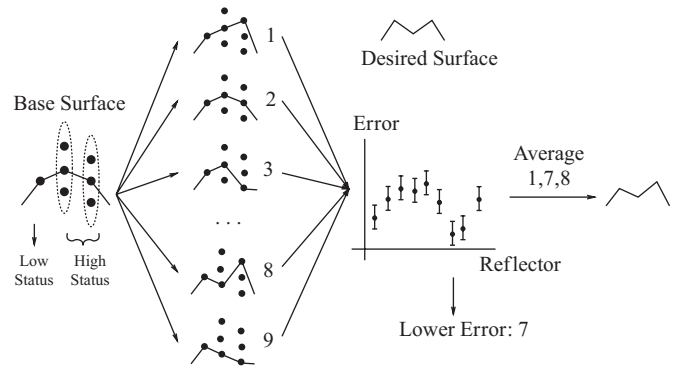 1
Desired Surface
Base Surface
2
Error
Average
1,7,8
3
. . .
Low
Status
High
Status
8
Reflector
9
Lower Error: 7